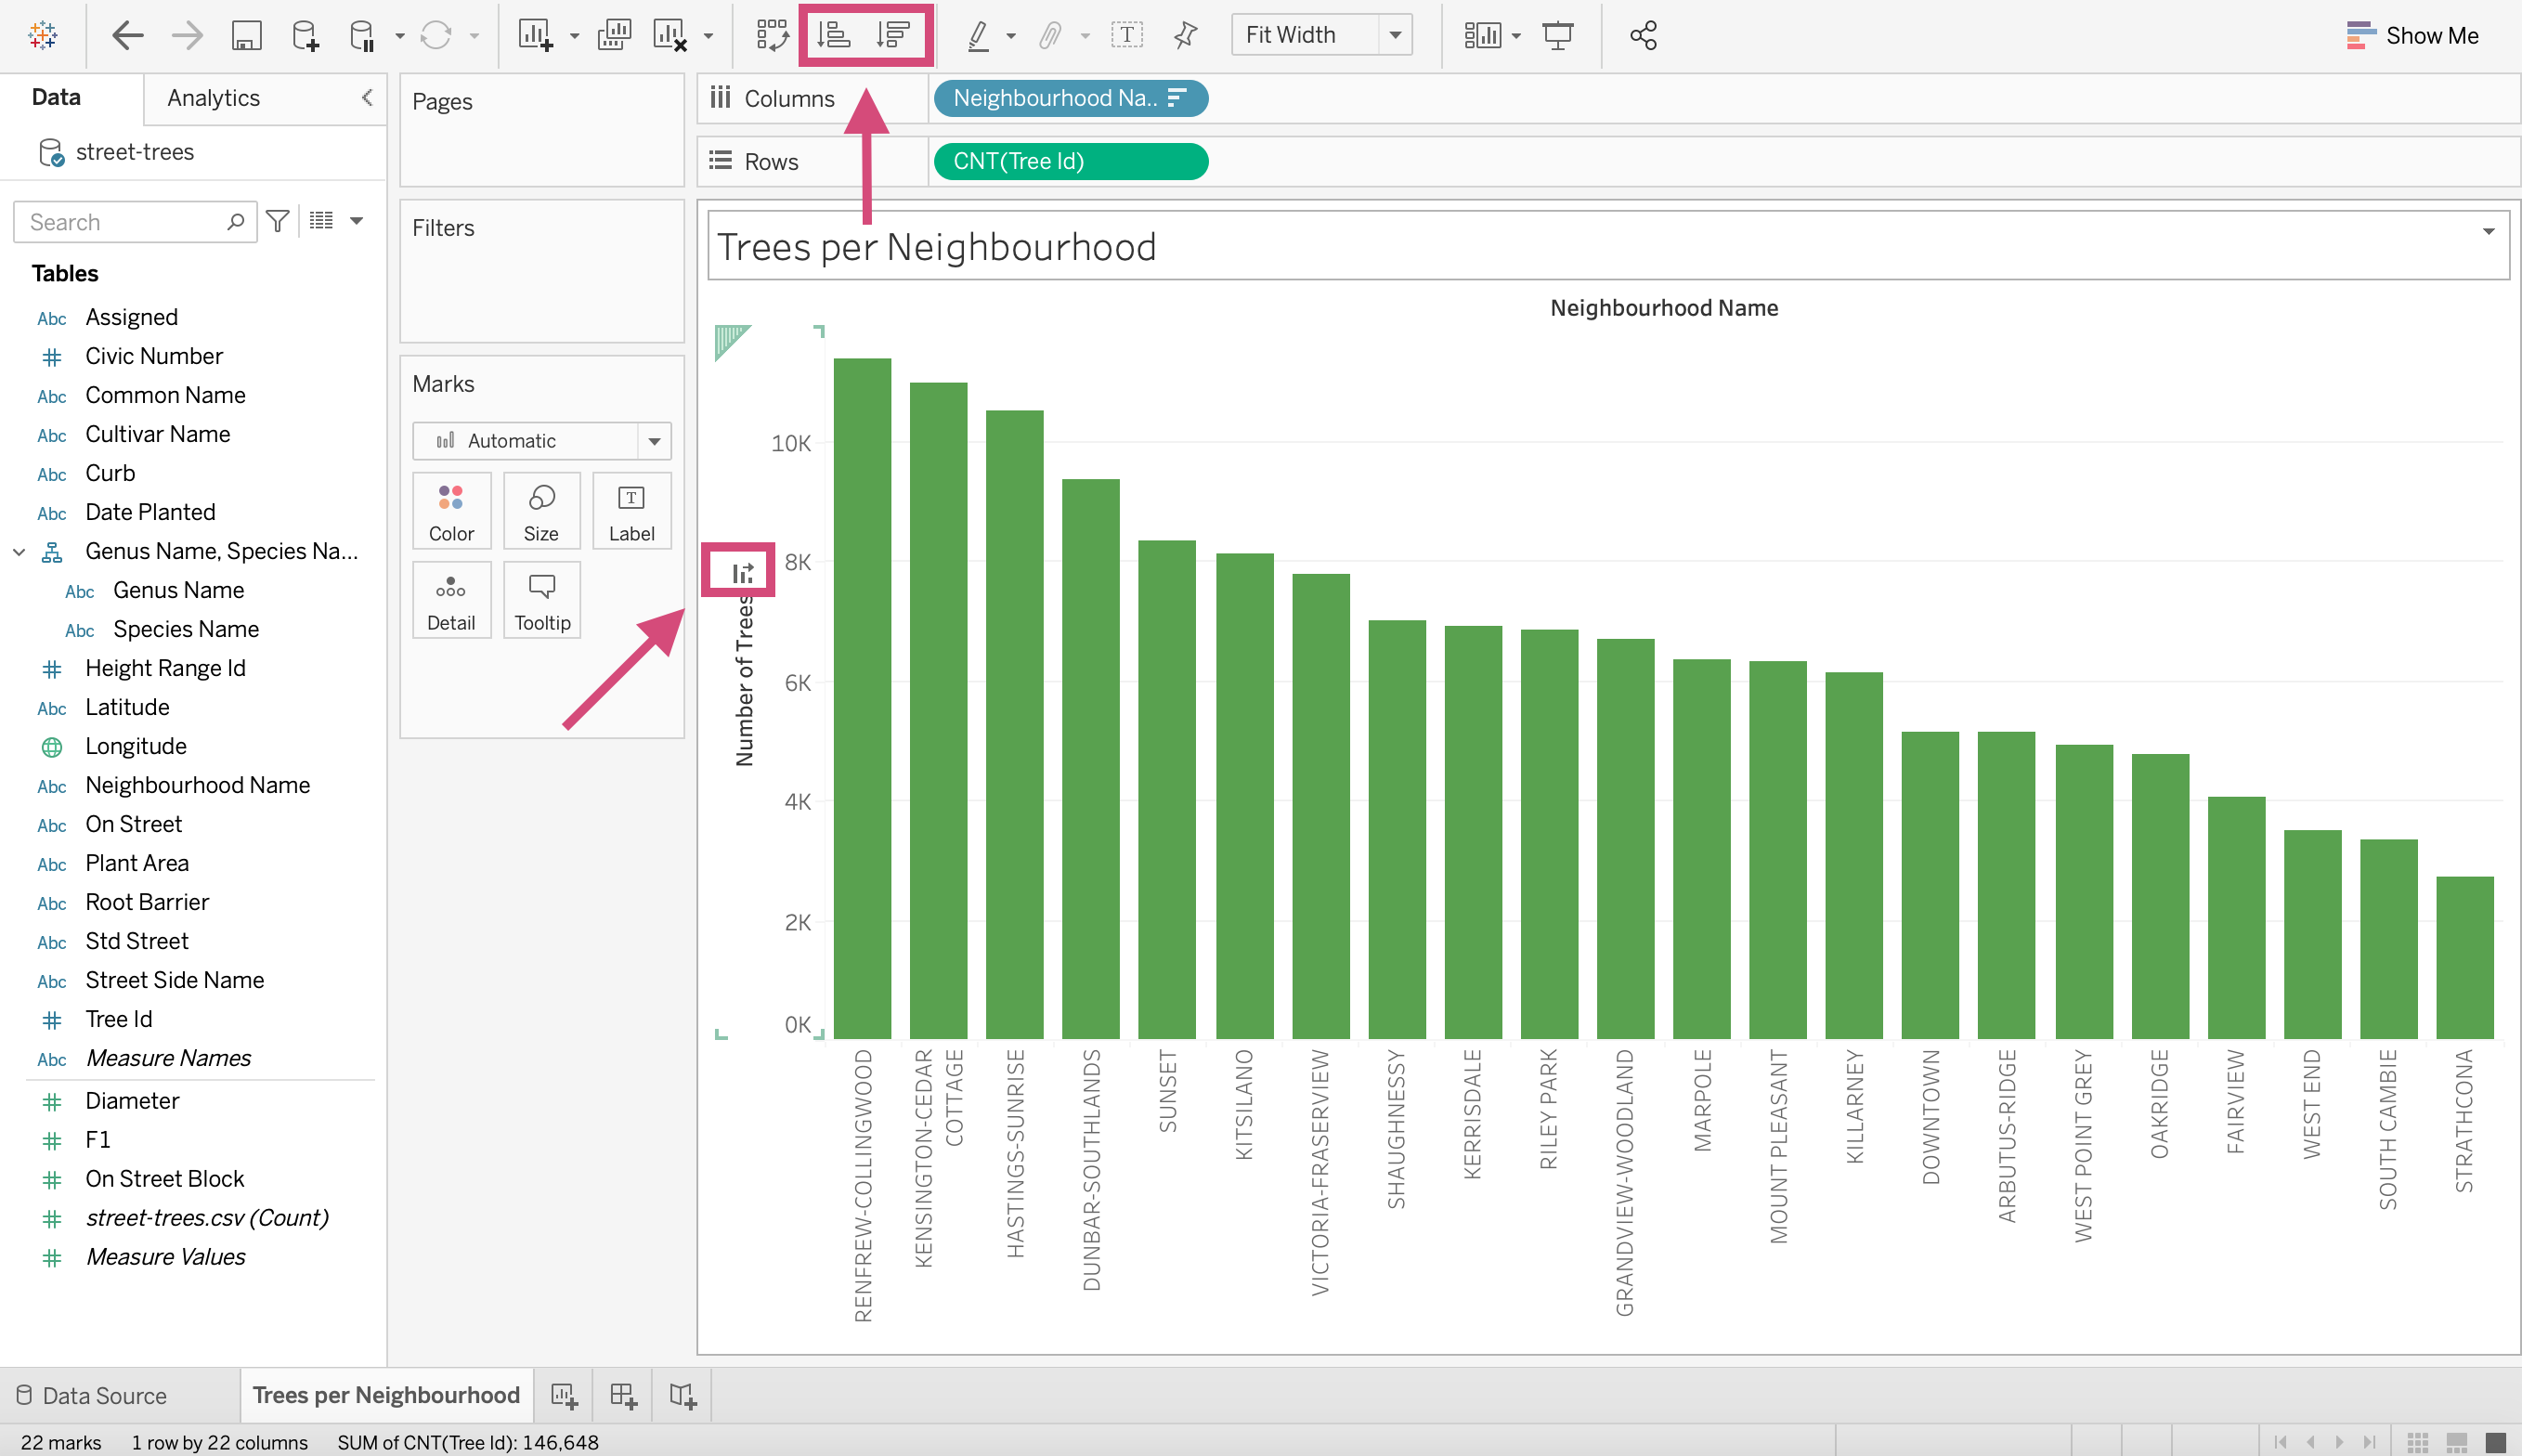 Fit Width
Show Me
Data
Analytics
street-trees
Search
Tables
Abc Assigned
Civic Number
Abc Common Name
Abc Cultivar Name
Abc Curb
Abc Date Planted
Genus Name, Species Na...
Abc Genus Name
Abc Species Name
Height Range Id
Abc Latitude
Longitude
Abc Neighbourhood Name
Abc On Street
Abc Plant Area
Abc Root Barrier
Abc Std Street
Abc Street Side Name
Tree Id
Abc Measure Names
Diameter
F1
On Street Block
street-trees.csv (Count)
Measure Values
Pages
Filters
Marks
Automatic
Color
Size
T
Label
Detail
Tooltip
Columns
Neighbourhood Na..
Rows
CNT(Tree Id)
Trees per Neighbourhood
Neighbourhood Name
Number of Trees
10K
8K
6K
4K
2K
0K
RENFREW-COLLINGWOOD
KENSINGTON-CEDAR
COTTAGE
HASTINGS-SUNRISE
DUNBAR-SOUTHLANDS
SUNSET
KITSILANO
VICTORIA-FRASERVIEW
SHAUGHNESSY
KERRISDALE
RILEY PARK
GRANDVIEW-WOODLAND
MARPOLE
MOUNT PLEASANT
KILLARNEY
DOWNTOWN
ARBUTUS-RIDGE
WEST POINT GREY
OAKRIDGE
FAIRVIEW
WEST END
SOUTH CAMBIE
STRATHCONA
Data Source
Trees per Neighbourhood
22 marks 1 row by 22 columns SUM of CNT(Tree Id): 146,648